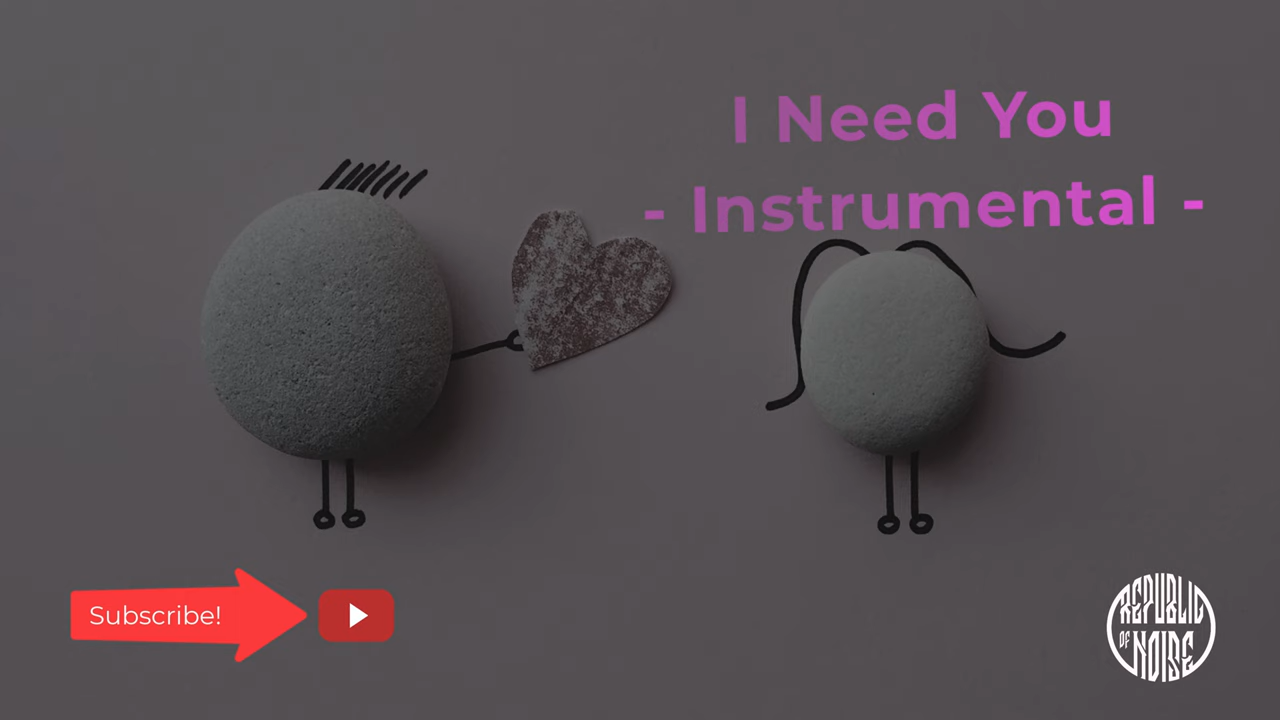 I Need You
- Instrumental -
Subscribe!
REPUBLIC
OF NOISE